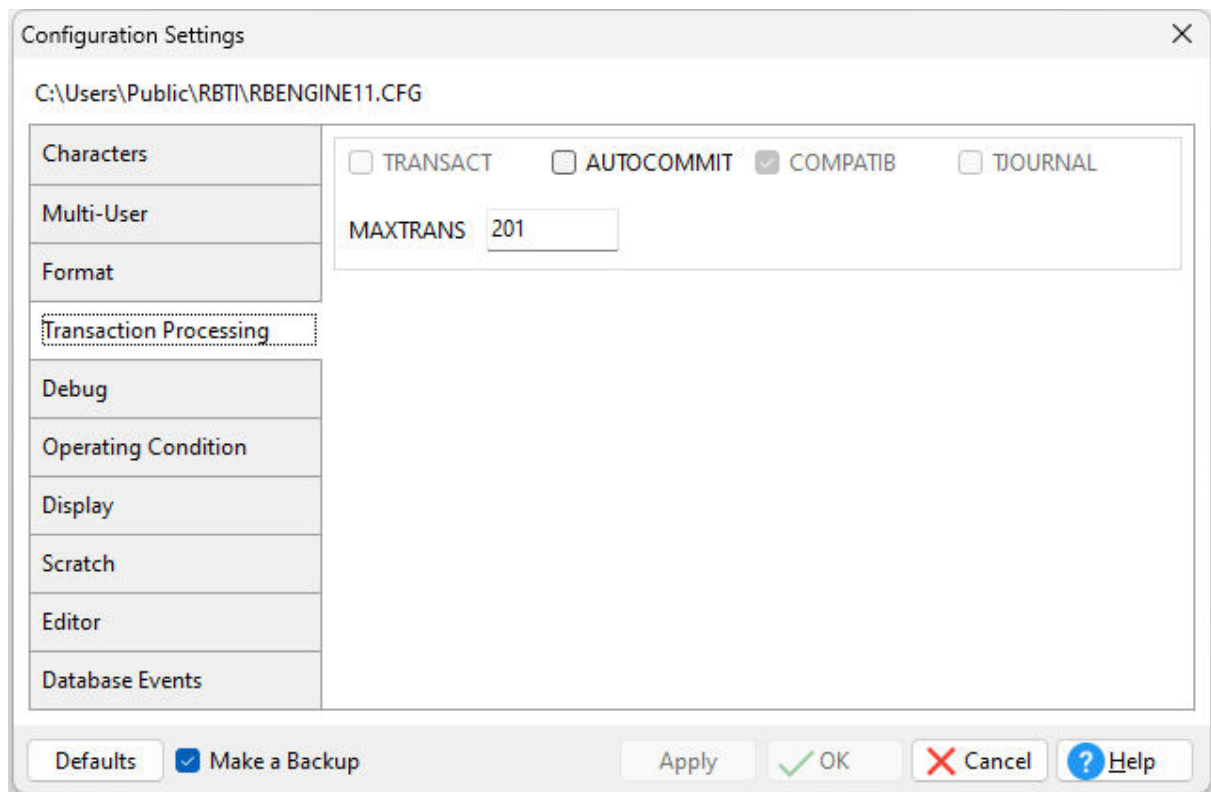 Configuration Settings
C:\Users\Public\RBTI\RBENGINE11.CFG
Characters
Multi-User
Format
Transaction Processing
Debug
Operating Condition
Display
Scratch
Editor
Database Events
TRANSACT AUTOCOMMIT COMPATIB TJOURNAL
MAXTRANS 201
Defaults Make a Backup Apply OK Cancel Help